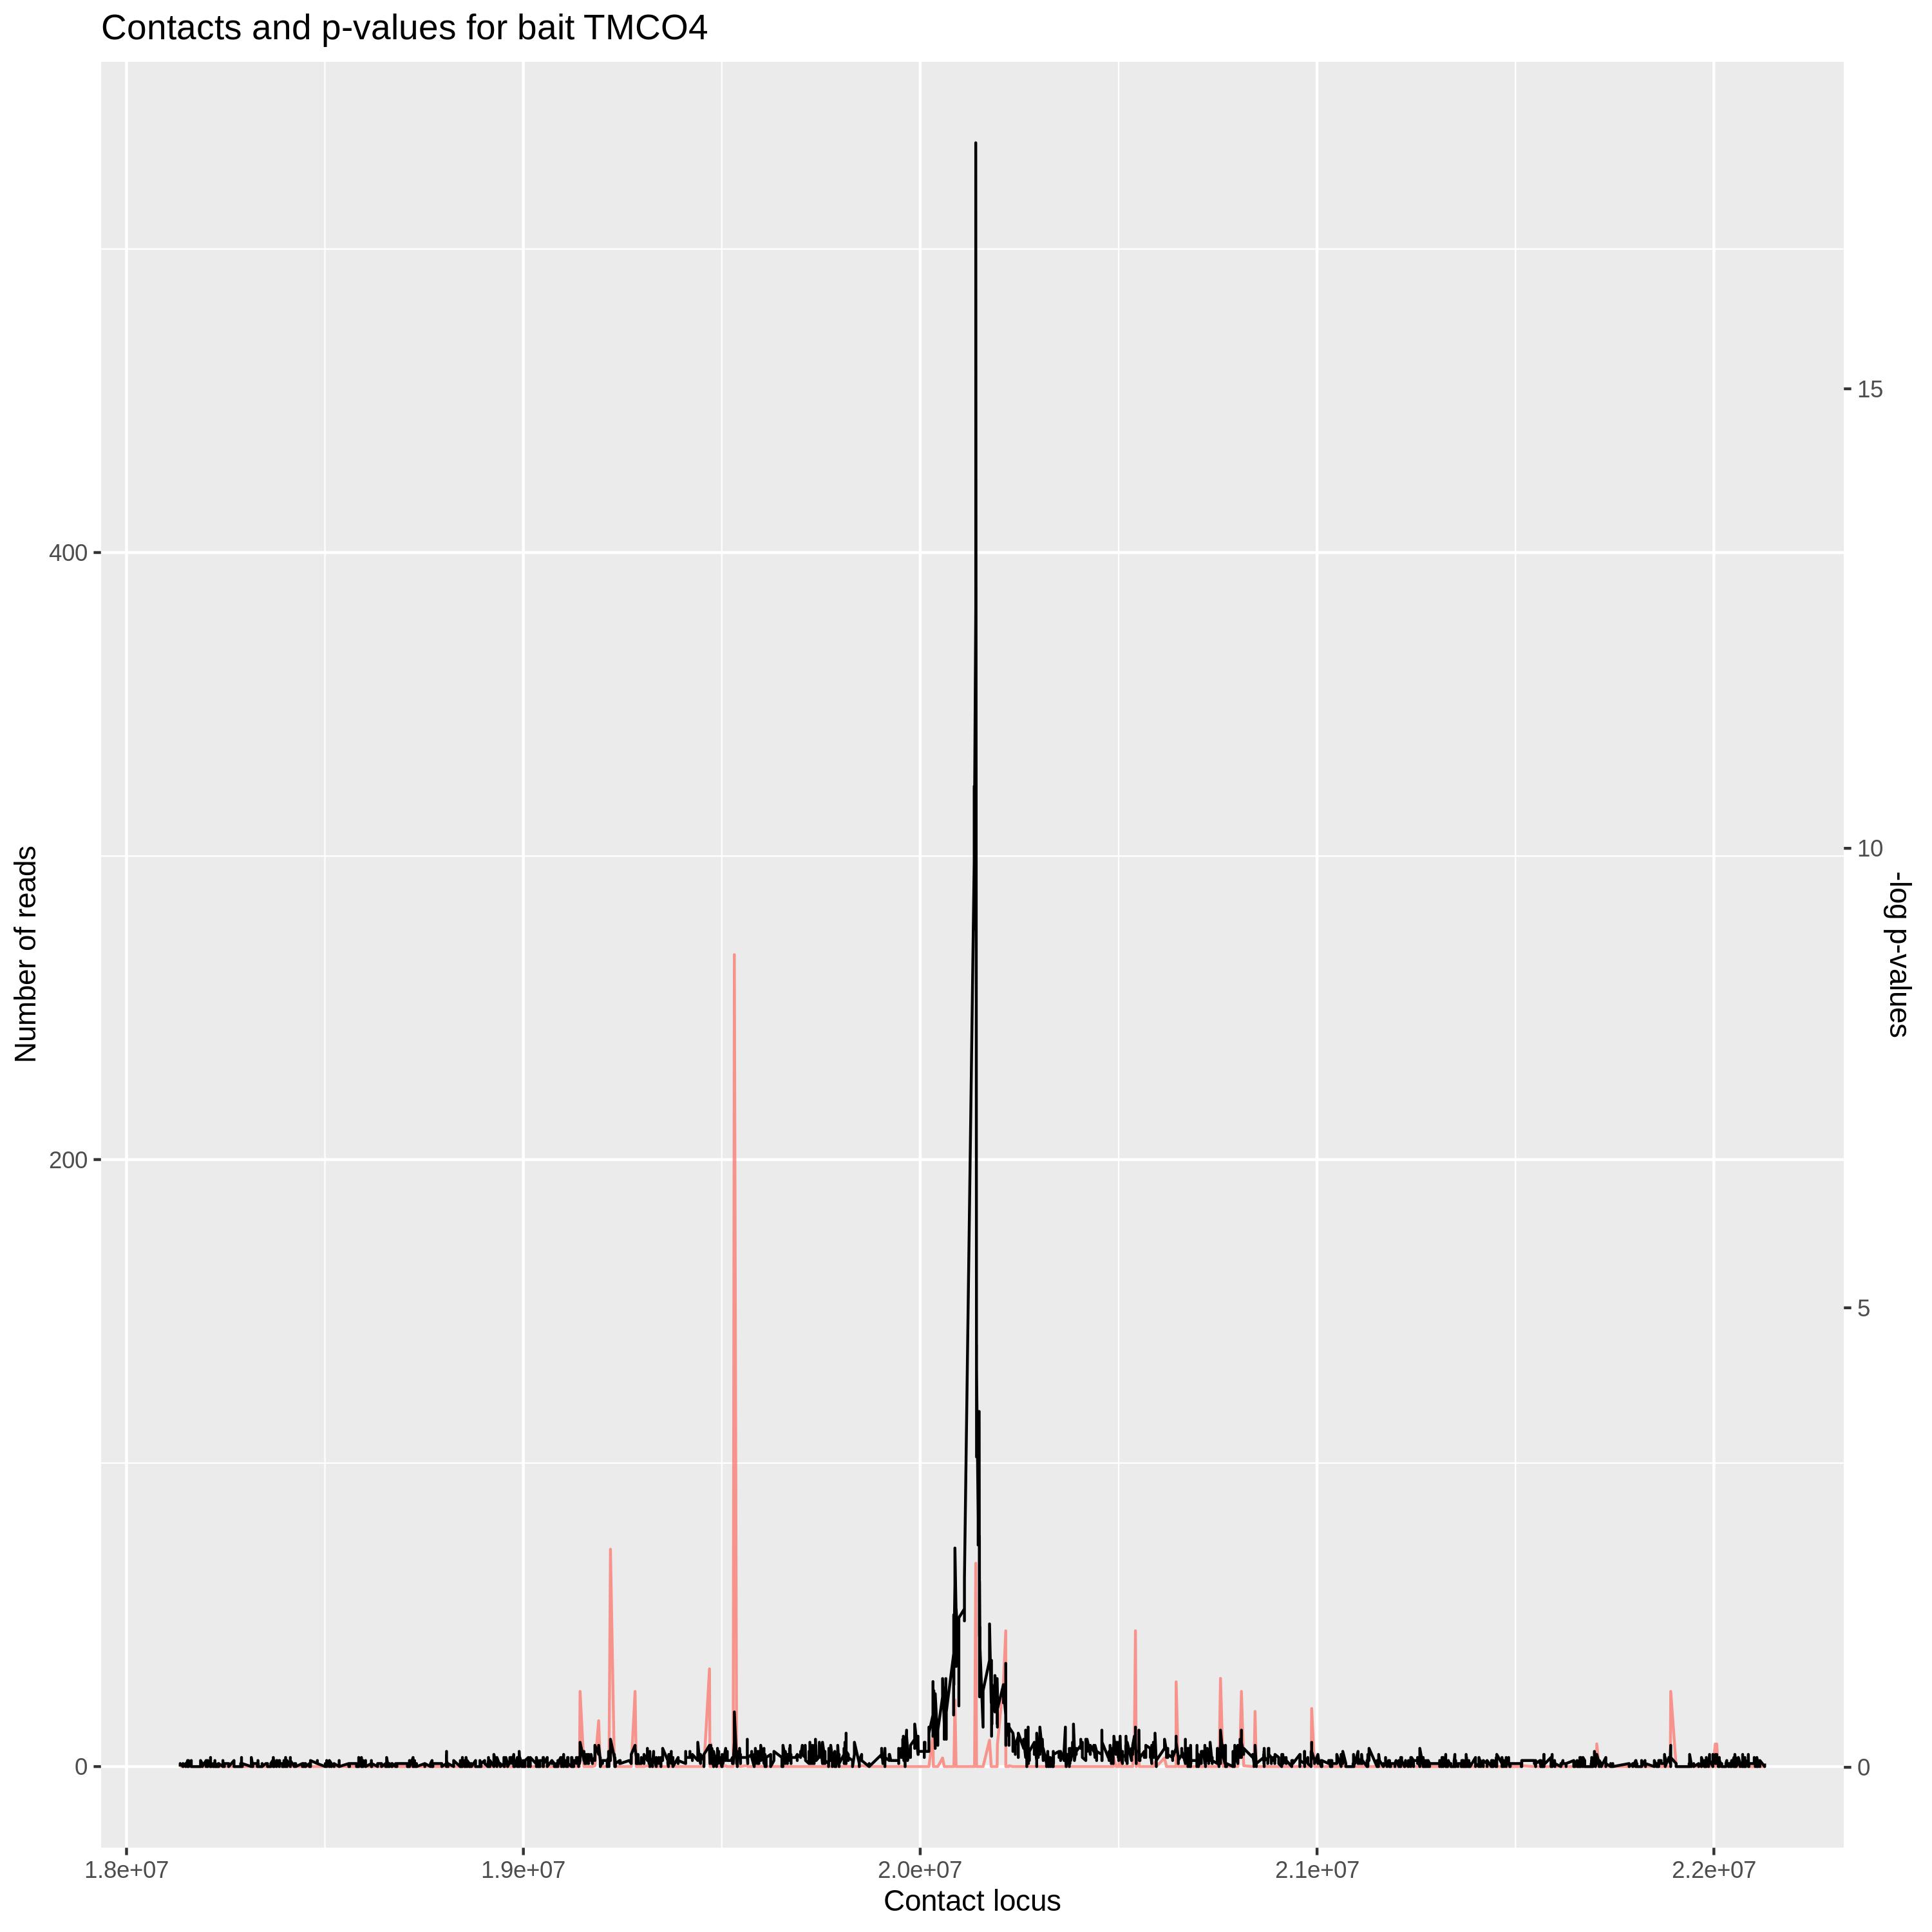 Contacts and p-values for bait TMCO4
Number of reads
400
200
0
15
10
5
0
-log p-values
1.8e+07
1.9e+07
2.0e+07
2.1e+07
2.2e+07
Contact locus